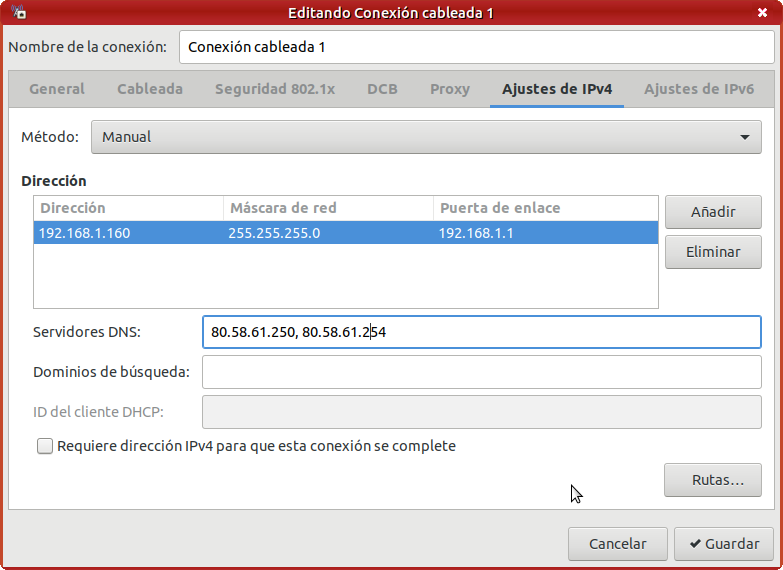 Editando Conexión cableada 1
Nombre de la conexión: Conexión cableada 1
General Cableada Seguridad 802.1x DCB Proxy Ajustes de IPv4 Ajustes de IPv6
Método: Manual
Dirección
Dirección Máscara de red Puerta de enlace
192.168.1.160 255.255.255.0 192.168.1.1
Añadir
Eliminar
Servidores DNS: 80.58.61.250, 80.58.61.254
Dominios de búsqueda:
ID del cliente DHCP:
Requiere dirección IPv4 para que esta conexión se complete
Rutas…
Cancelar Guardar